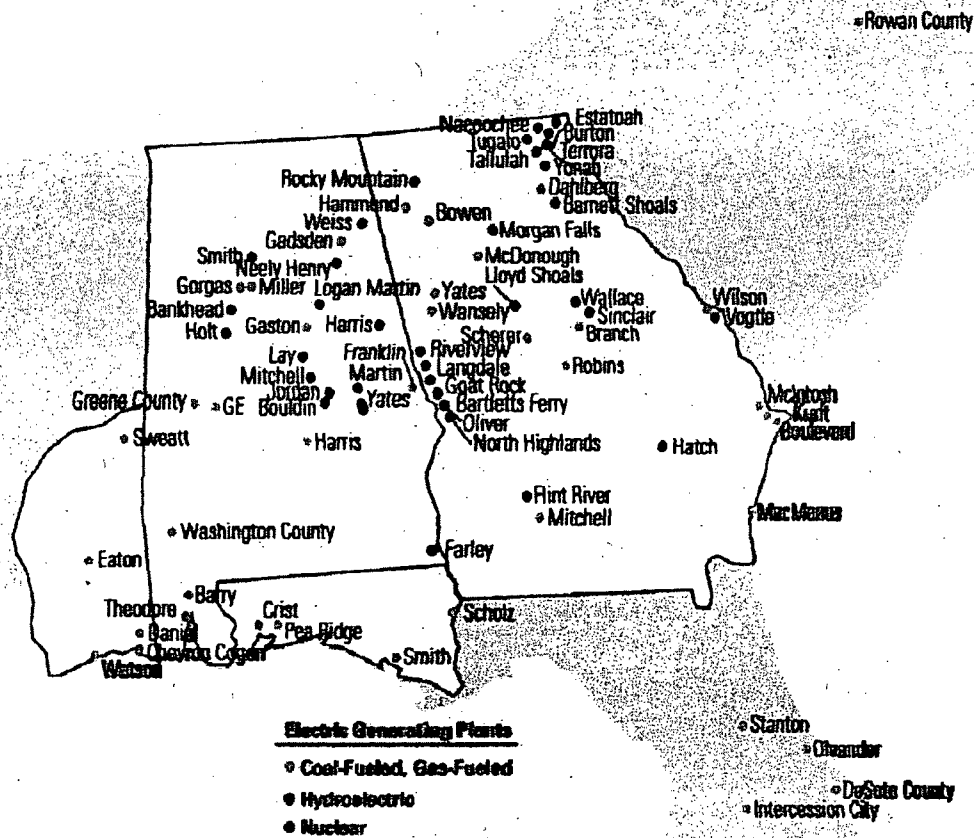 Rowan County
Estatoah
Nacoochee
Burton
Tugalo
Terrora
Tallulah
Yonah
Rocky Mountain
Dahlberg
Hammond
Barnett Shoals
Bowen
Weiss
Morgan Falls
Gadsden
Smith
McDonough
Neely Henry
Lloyd Shoals
Gorgas
Miller
Logan Martin
Yates
Wallace
Wilson
Bankhead
Wansely
Sinclair
Vogtle
Holt
Gaston
Harris
Scherer
Branch
Franklin
Riverview
Lay
Langdale
Robins
Mitchell
Martin
Goat Rock
Jordan
Yates
McIntosh
Greene County
GE
Bouldin
Bartletts Ferry
Kraft
Oliver
Boulevard
Sweatt
Harris
North Highlands
Hatch
Flint River
Mitchell
Mac Manus
Washington County
Farley
Eaton
Barry
Theodore
Crist
Scholz
Daniel
Pea Ridge
Chevron Cogen
Smith
Watson
Stanton
Electric Generating Plants
Coal-Fueled, Gas-Fueled
DeSoto County
Hydroelectric
Intercession City
Nuclear